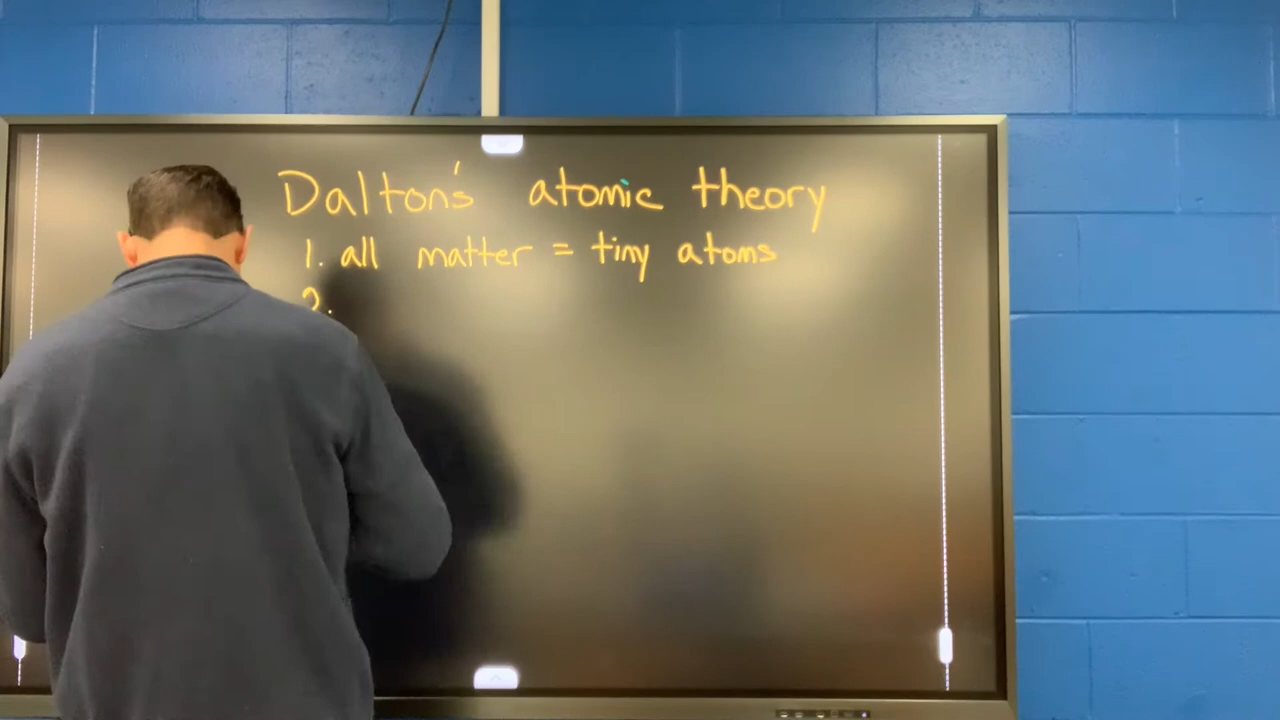 Dalton's atomic theory
1. all matter = tiny atoms
2.